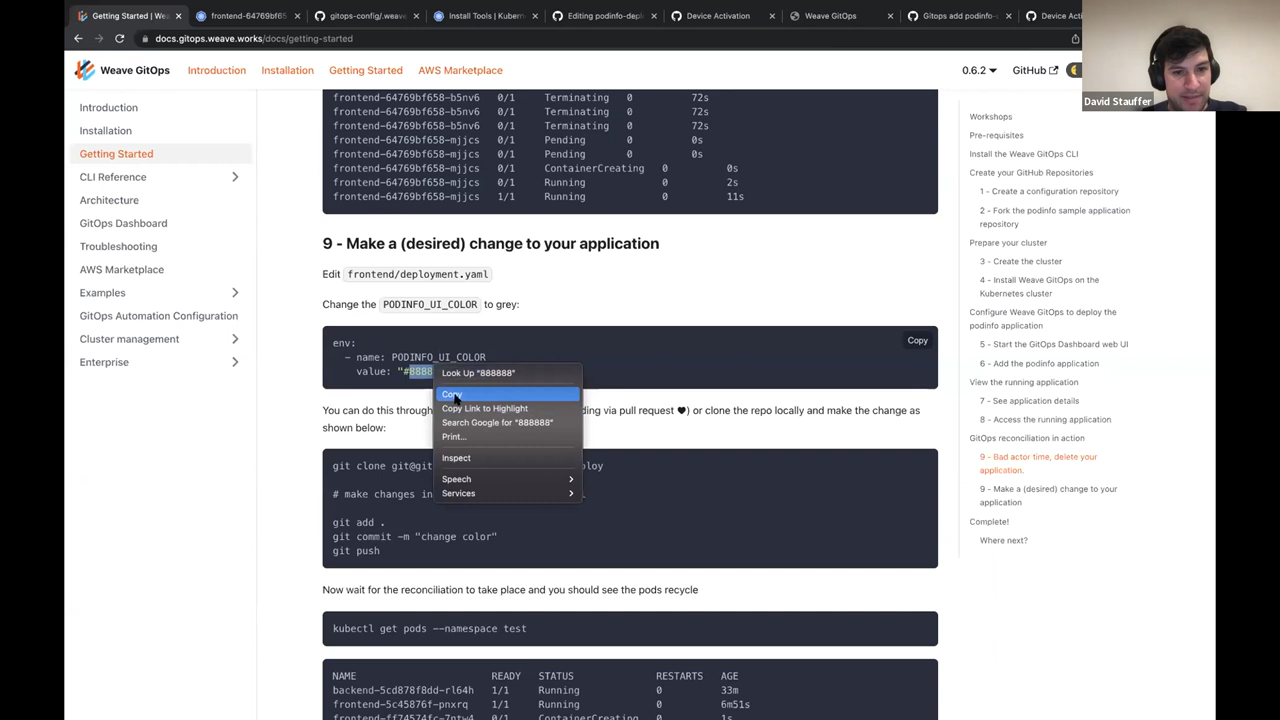 Getting Started | Wea
frontend-64769bf658
gitops-config/.weave
Install Tools | Kubern
Editing podinfo-dep
Device Activation
Weave GitOps
Gitops add podinfo-
Device Acti
docs.gitops.weave.works/docs/getting-started
Weave GitOps
Introduction
Installation
Getting Started
AWS Marketplace
0.6.2
GitHub
David Stauffer
Introduction
Installation
Getting Started
CLI Reference
Architecture
GitOps Dashboard
Troubleshooting
AWS Marketplace
Examples
GitOps Automation Configuration
Cluster management
Enterprise
frontend-64769bf658-b5nv6 0/1 Terminating 0 72s
frontend-64769bf658-b5nv6 0/1 Terminating 0 72s
frontend-64769bf658-b5nv6 0/1 Terminating 0 72s
frontend-64769bf658-mjjcs 0/1 Pending 0 0s
frontend-64769bf658-mjjcs 0/1 Pending 0 0s
frontend-64769bf658-mjjcs 0/1 ContainerCreating 0 0s
frontend-64769bf658-mjjcs 0/1 Running 0 2s
frontend-64769bf658-mjjcs 1/1 Running 0 11s
9 - Make a (desired) change to your application
Edit frontend/deployment.yaml
Change the PODINFO_UI_COLOR to grey:
Copy
env:
- name: PODINFO_UI_COLOR
value: "#8888
Look Up "888888"
Copy
Copy Link to Highlight
Search Google for "888888"
Print...
Inspect
Speech
Services
You can do this through ding via pull request ♥) or clone the repo locally and make the change as
shown below:
git clone git@git loy
# make changes in
git add .
git commit -m "change color"
git push
Now wait for the reconciliation to take place and you should see the pods recycle
kubectl get pods --namespace test
NAME READY STATUS RESTARTS AGE
backend-5cd878f8dd-rl64h 1/1 Running 0 33m
frontend-5c45876f-pnxrq 1/1 Running 0 6m51s
frontend-ff74574fc-7ntw4 0/1 ContainerCreating 0 1s
Workshops
Pre-requisites
Install the Weave GitOps CLI
Create your GitHub Repositories
1 - Create a configuration repository
2 - Fork the podinfo sample application
repository
Prepare your cluster
3 - Create the cluster
4 - Install Weave GitOps on the
Kubernetes cluster
Configure Weave GitOps to deploy the
podinfo application
5 - Start the GitOps Dashboard web UI
6 - Add the podinfo application
View the running application
7 - See application details
8 - Access the running application
GitOps reconciliation in action
9 - Bad actor time, delete your
application.
9 - Make a (desired) change to your
application
Complete!
Where next?